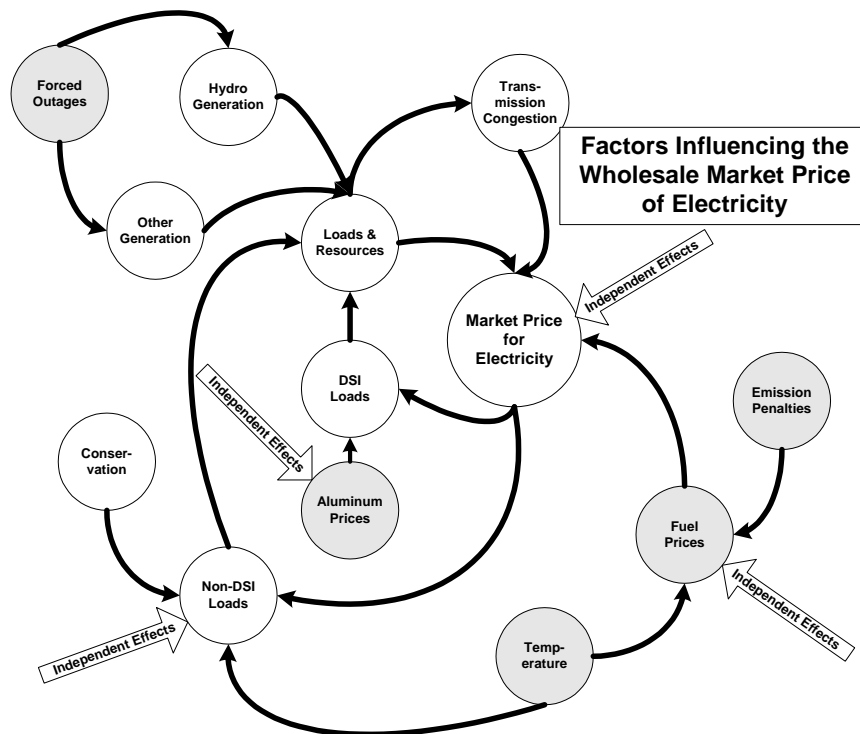 Forced
Outages
Hydro
Generation
Trans-
mission
Congestion
Factors Influencing the
Wholesale Market Price
of Electricity
Other
Generation
Loads &
Resources
Independent Effects
Market Price
for
Electricity
DSI
Loads
Independent Effects
Emission
Penalties
Conser-
vation
Aluminum
Prices
Fuel
Prices
Non-DSI
Loads
Independent Effects
Independent Effects
Temp-
erature